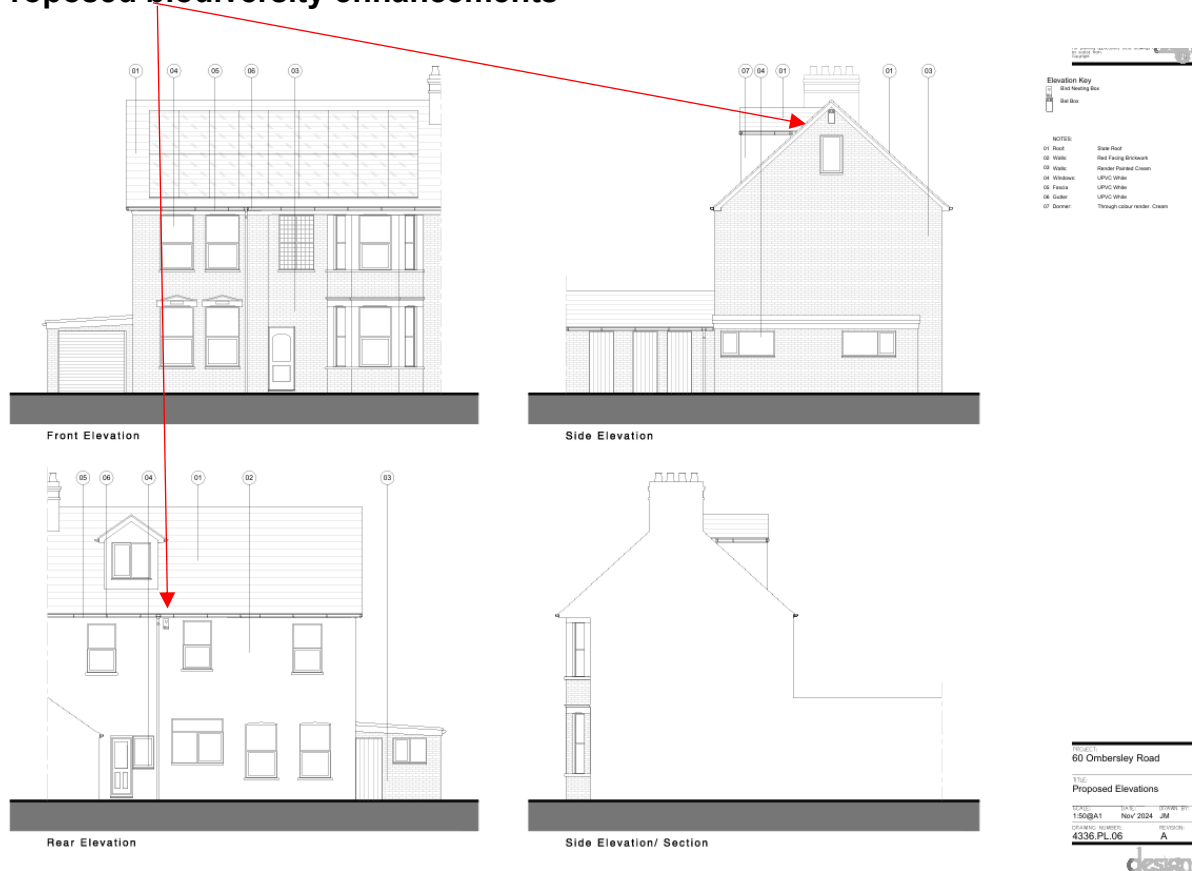 roposed biodiversity enhancements
01 04 05 06 03
07 04 01 01 03
Elevation Key
Bird Nesting Box
Bat Box
NOTES:
01 Roof: Slate Roof
02 Walls: Red Facing Brickwork
03 Walls: Render Painted Cream
04 Windows: UPVC White
05 Fascia UPVC White
06 Gutter UPVC White
07 Dormer: Through colour render: Cream
Front Elevation
Side Elevation
05 06 04 01 02 03
Rear Elevation
Side Elevation/ Section
PROJECT:
60 Ombersley Road
TITLE:
Proposed Elevations
SCALE: DATE: DRAWN BY:
1:50@A1 Nov' 2024 JM
DRAWING NUMBER: REVISION:
4336.PL.06 A
design